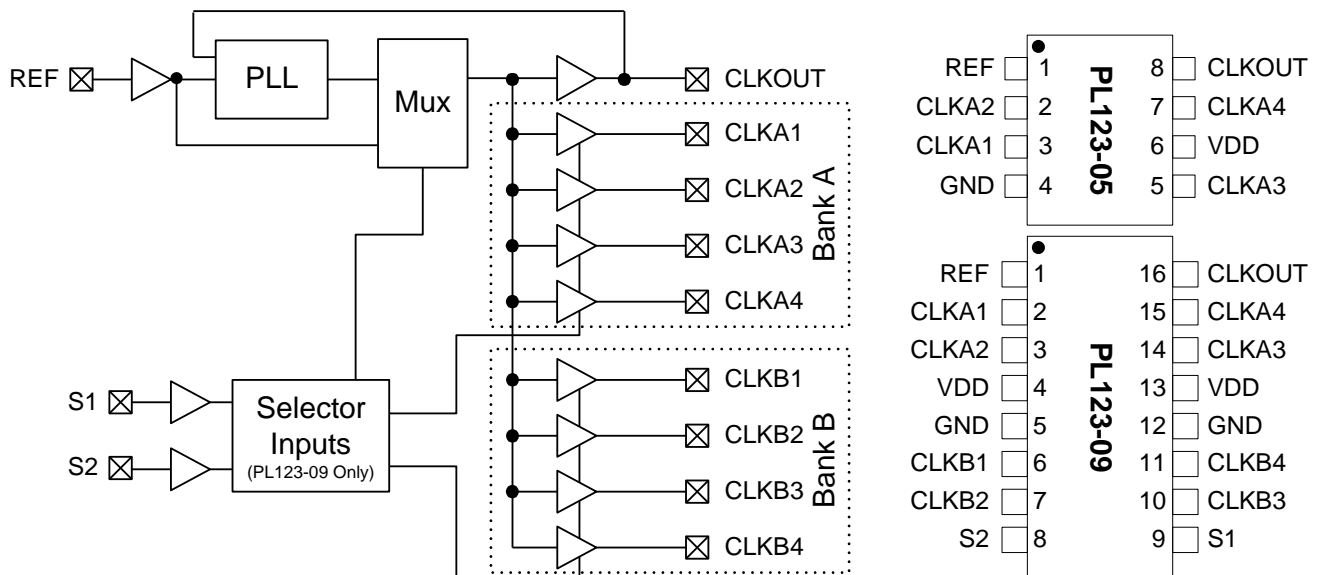 REF
PLL
Mux
CLKOUT
CLKA1
CLKA2
CLKA3
CLKA4
Bank A
S1
S2
Selector
Inputs
(PL123-09 Only)
CLKB1
CLKB2
CLKB3
CLKB4
Bank B
PL123-05
REF 1 8 CLKOUT
CLKA2 2 7 CLKA4
CLKA1 3 6 VDD
GND 4 5 CLKA3
PL123-09
REF 1 16 CLKOUT
CLKA1 2 15 CLKA4
CLKA2 3 14 CLKA3
VDD 4 13 VDD
GND 5 12 GND
CLKB1 6 11 CLKB4
CLKB2 7 10 CLKB3
S2 8 9 S1